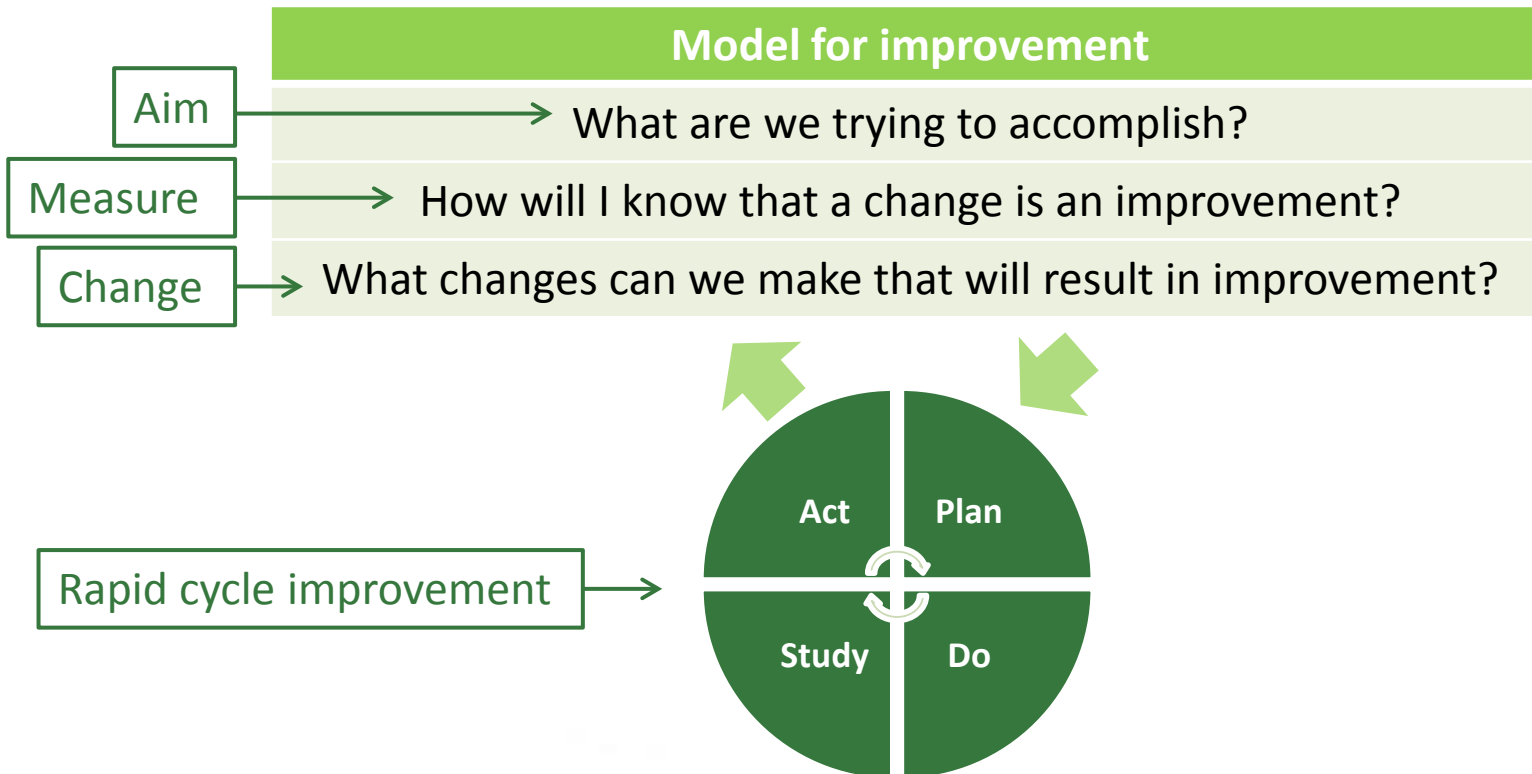 Model for improvement
Aim
What are we trying to accomplish?
Measure
How will I know that a change is an improvement?
Change
What changes can we make that will result in improvement?
Act
Plan
Rapid cycle improvement
Study
Do